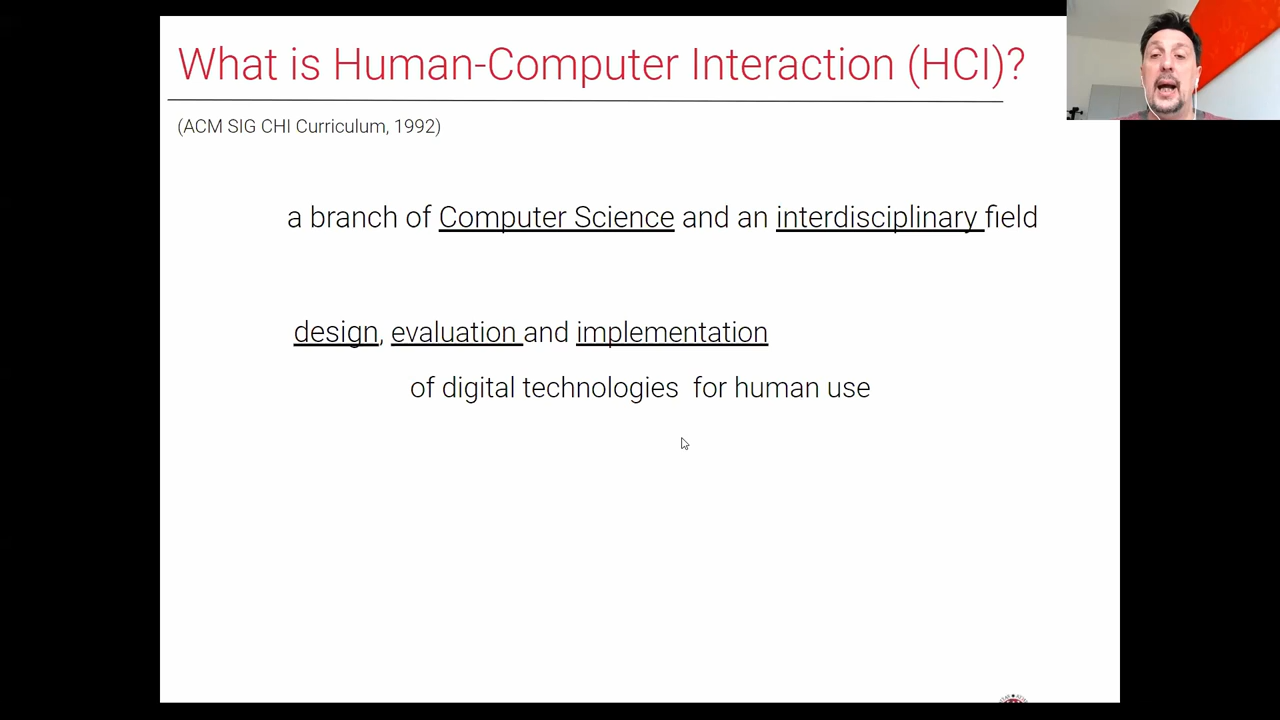 What is Human-Computer Interaction (HCI)?
(ACM SIG CHI Curriculum, 1992)
a branch of Computer Science and an interdisciplinary field
design, evaluation and implementation
of digital technologies for human use